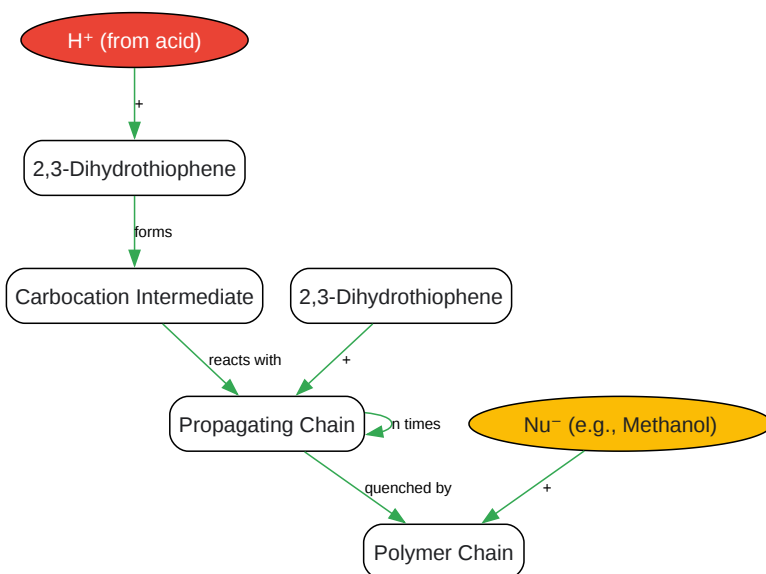 H⁺ (from acid)
+
2,3-Dihydrothiophene
forms
Carbocation Intermediate
2,3-Dihydrothiophene
reacts with
+
Propagating Chain
n times
Nu⁻ (e.g., Methanol)
quenched by
+
Polymer Chain